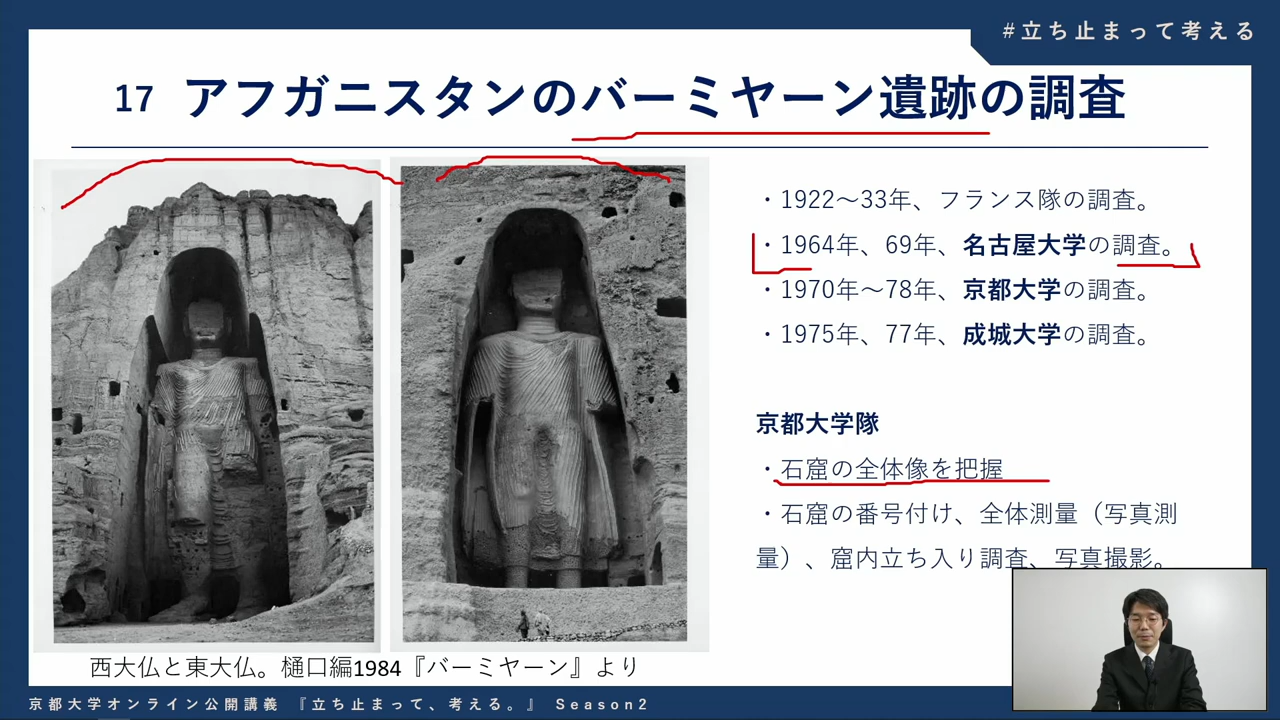 #立ち止まって考える
17 アフガニスタンのバーミヤーン遺跡の調査
・1922～33年、フランス隊の調査。
・1964年、69年、名古屋大学の調査。
・1970年～78年、京都大学の調査。
・1975年、77年、成城大学の調査。
京都大学隊
・石窟の全体像を把握
・石窟の番号付け、全体測量（写真測
量）、窟内立ち入り調査、写真撮影。
西大仏と東大仏。樋口編1984『バーミヤーン』より
京都大学オンライン公開講義 『立ち止まって、考える。』 Season2